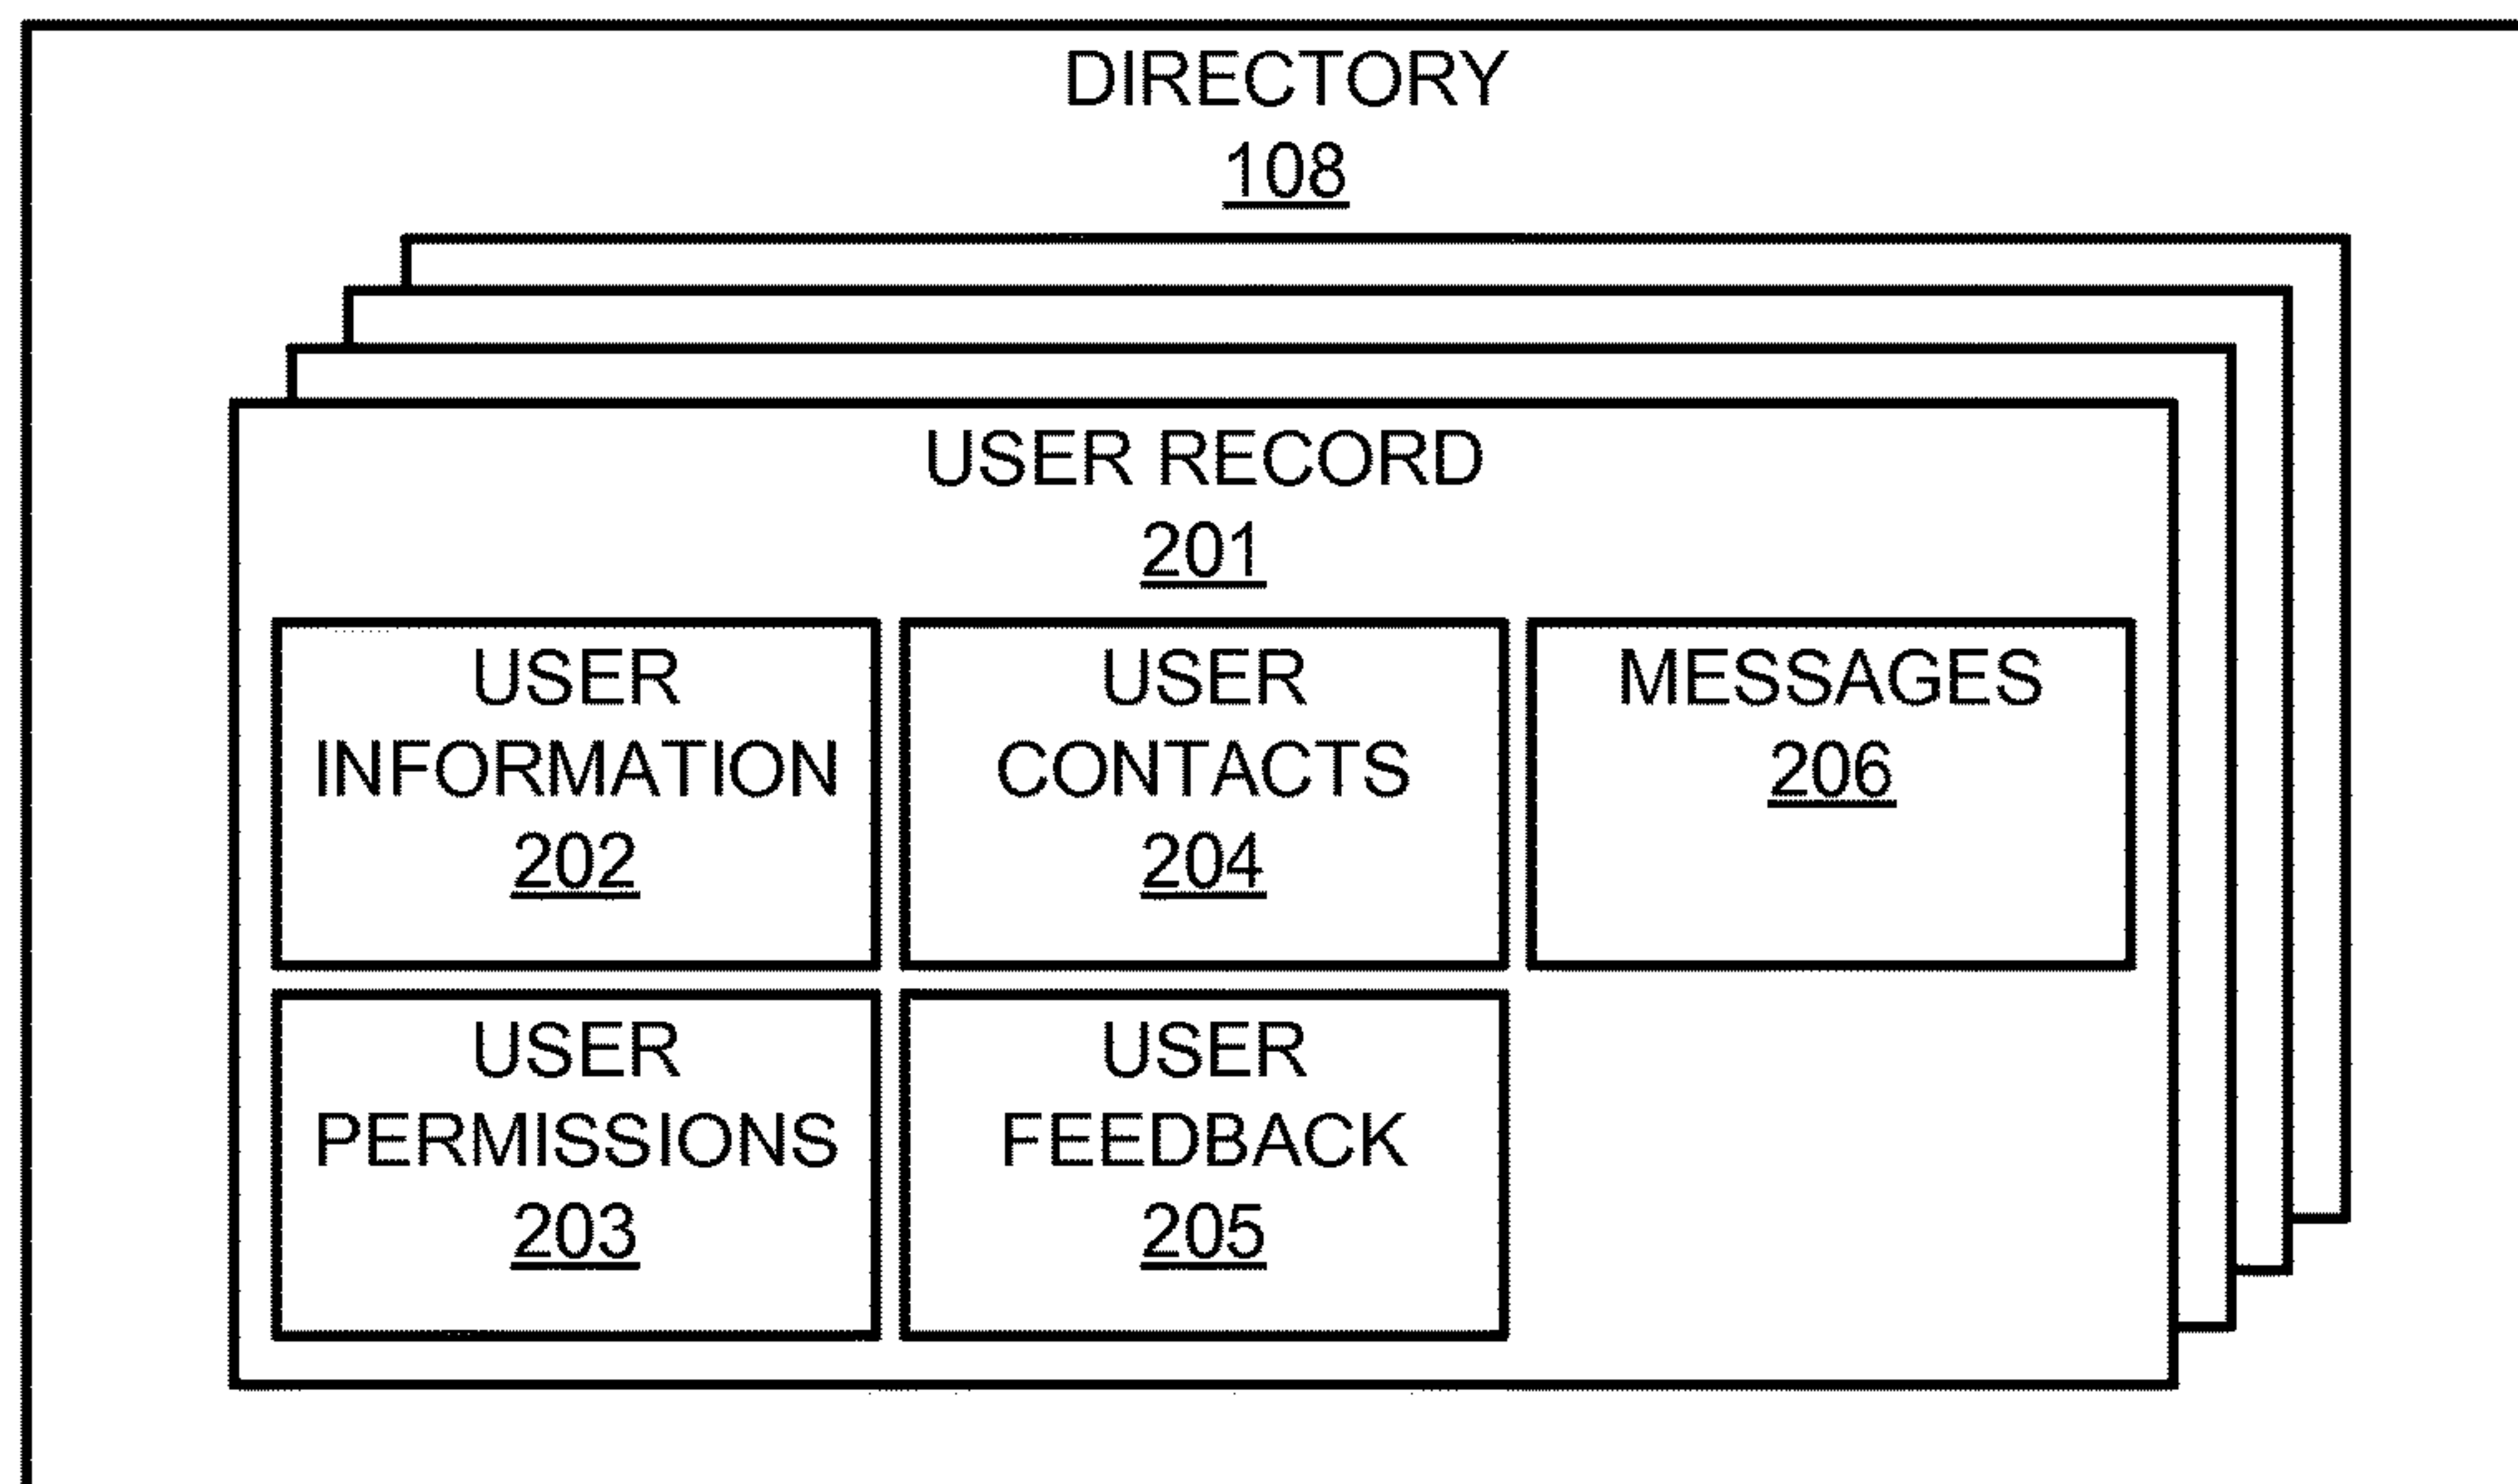 DIRECTORY
108
USER RECORD
201
USER
INFORMATION
202
USER
CONTACTS
204
MESSAGES
206
USER
PERMISSIONS
203
USER
FEEDBACK
205